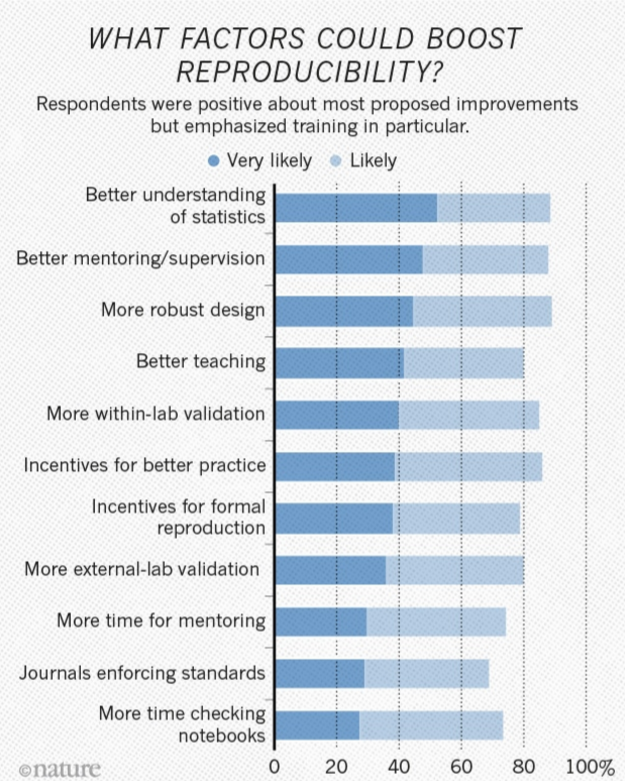 WHAT FACTORS COULD BOOST
REPRODUCIBILITY?
Respondents were positive about most proposed improvements
but emphasized training in particular.
Very likely Likely
Better understanding
of statistics
Better mentoring/supervision
More robust design
Better teaching
More within-lab validation
Incentives for better practice
Incentives for formal
reproduction
More external-lab validation
More time for mentoring
Journals enforcing standards
More time checking
notebooks
0 20 40 60 80 100%
©nature